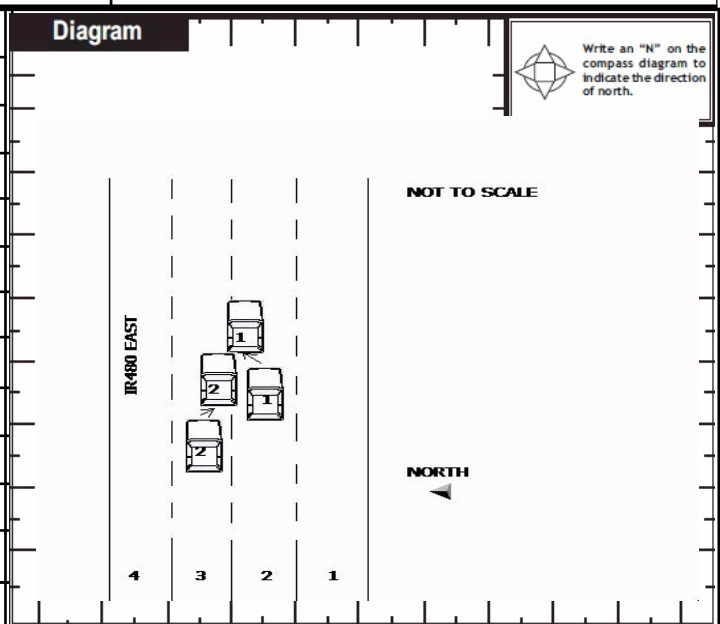 Diagram
Write an “N” on the
compass diagram to
indicate the direction
of north.
NOT TO SCALE
IR480 EAST
1
2
1
2
NORTH
4 3 2 1